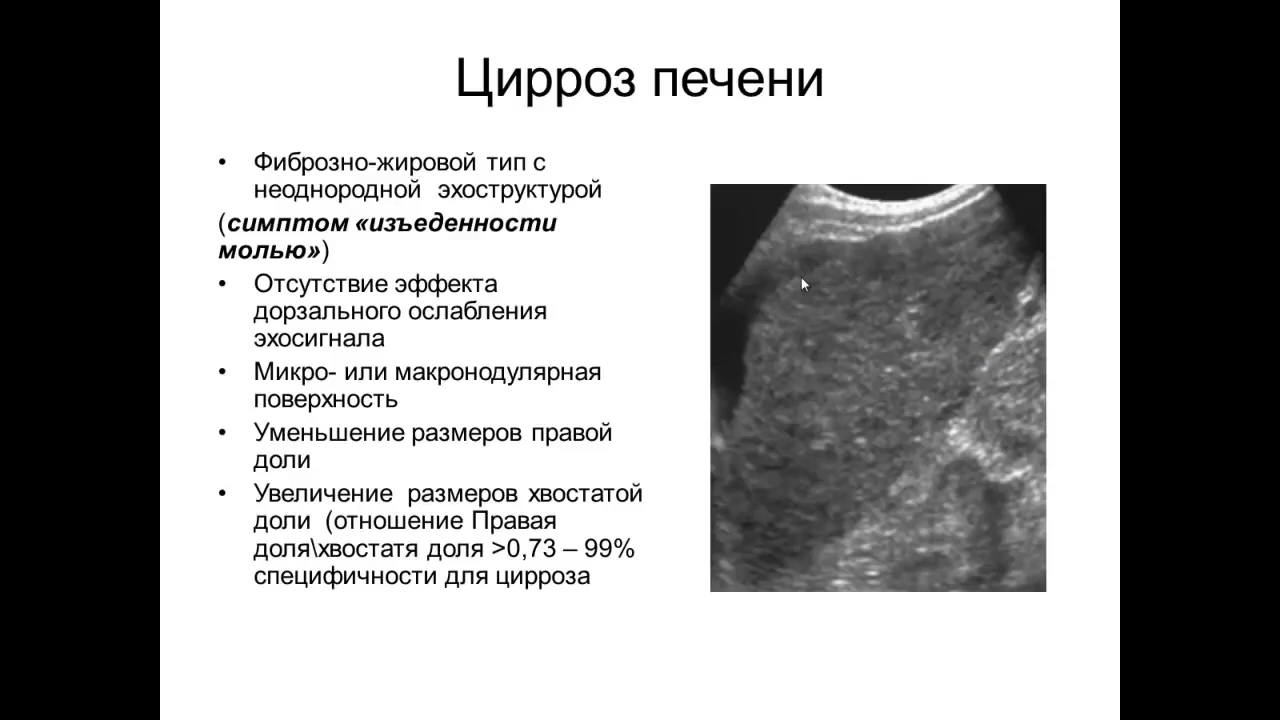 Цирроз печени
• Фиброзно-жировой тип с
неоднородной эхоструктурой
(симптом «изъеденности
молью»)
• Отсутствие эффекта
дорзального ослабления
эхосигнала
• Микро- или макронодулярная
поверхность
• Уменьшение размеров правой
доли
• Увеличение размеров хвостатой
доли (отношение Правая
доля\хвостатя доля >0,73 – 99%
специфичности для цирроза